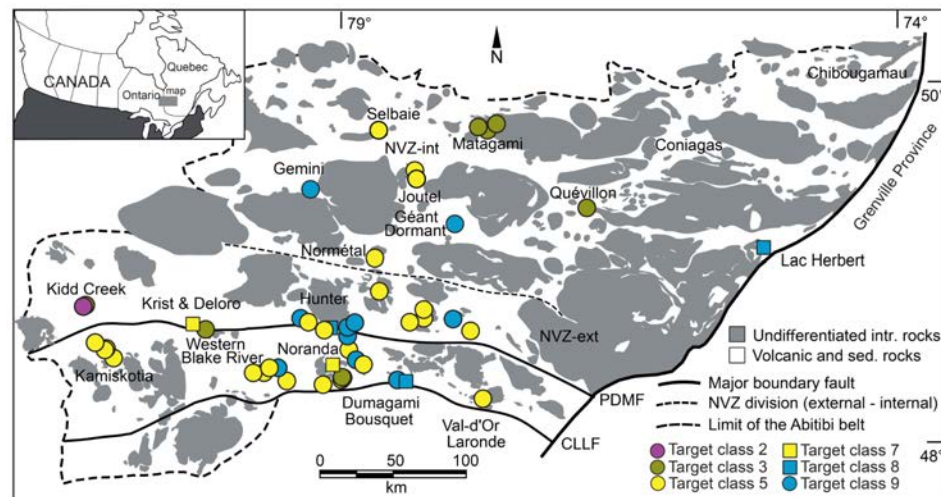 79°
74°
N
CANADA
Quebec
Ontario
map
Chibougamau
50°
Selbaie
Matagami
NVZ-int
Coniagas
Gemini
Joutel
Quévillon
Géant
Dormant
Grenville Province
Normétal
Lac Herbert
Kidd Creek
Krist & Deloro
Hunter
Western
Blake River
Noranda
NVZ-ext
Kamiskotia
Dumagami
Bousquet
Val-d'Or
Laronde
PDMF
CLLF
0 50 100
km
Undifferentiated intr. rocks
Volcanic and sed. rocks
Major boundary fault
NVZ division (external - internal)
Limit of the Abitibi belt
Target class 2 Target class 7
Target class 3 Target class 8
Target class 5 Target class 9
48°